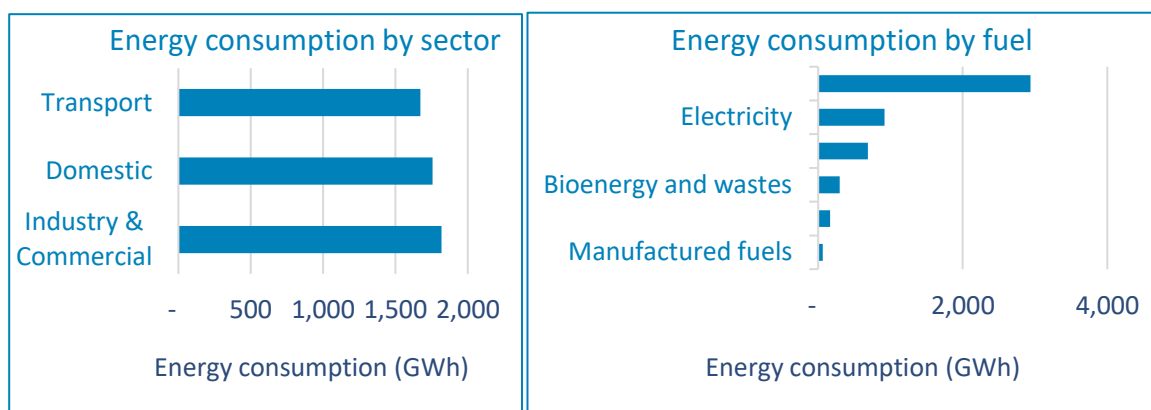 Energy consumption by sector
Transport
Domestic
Industry &
Commercial
- 500 1,000 1,500 2,000
Energy consumption (GWh)
Energy consumption by fuel
Electricity
Bioenergy and wastes
Manufactured fuels
- 2,000 4,000
Energy consumption (GWh)